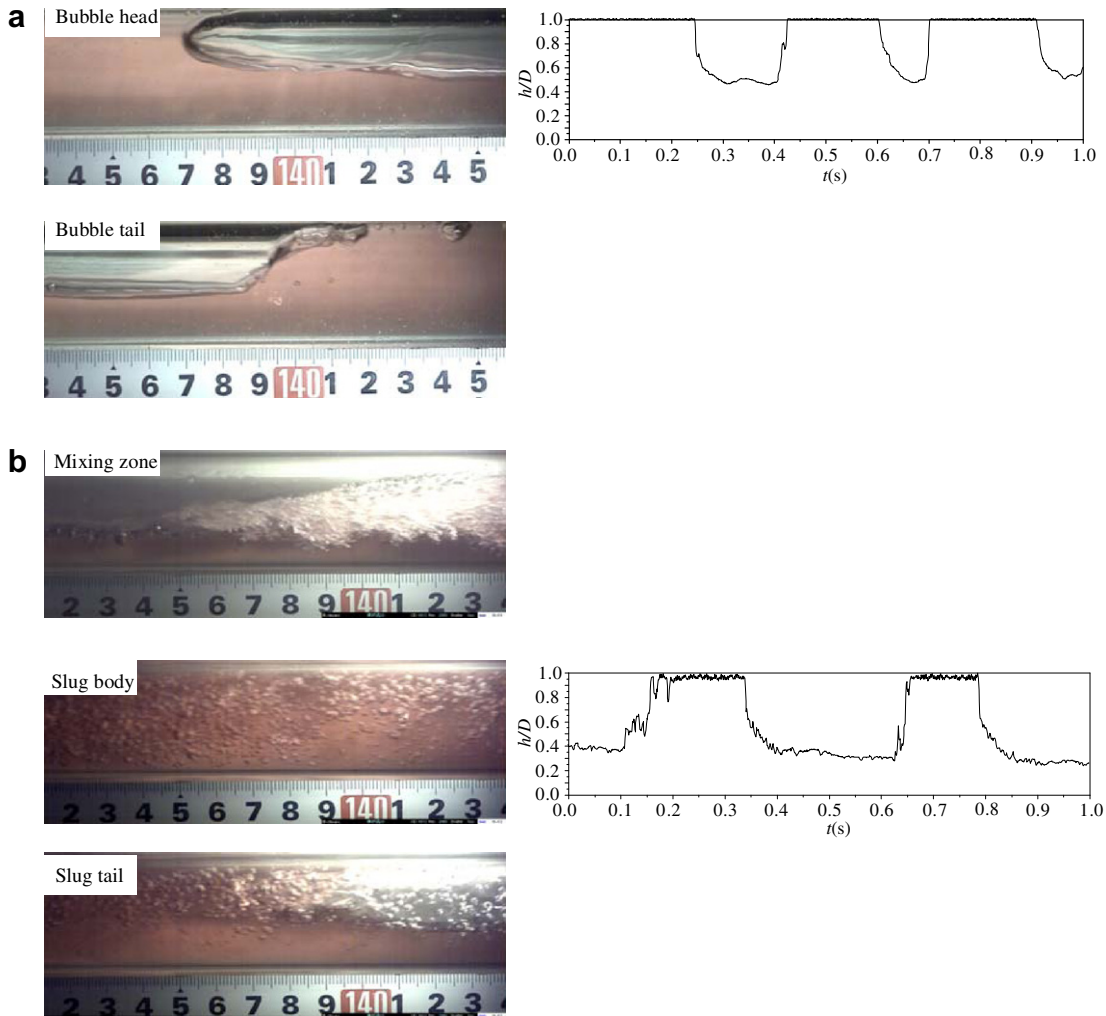 a
Bubble head
3 4 5 6 7 8 9 140 1 2 3 4 5
1.0
0.8
0.6
0.4
0.2
0.0
h/D
0.0 0.1 0.2 0.3 0.4 0.5 0.6 0.7 0.8 0.9 1.0
t(s)
Bubble tail
4 5 6 7 8 9 140 1 2 3 4 5
b
Mixing zone
2 3 4 5 6 7 8 9 140 1 2 3
Slug body
2 3 4 5 6 7 8 9 140 1 2 3
1.0
0.8
0.6
0.4
0.2
0.0
h/D
0.0 0.1 0.2 0.3 0.4 0.5 0.6 0.7 0.8 0.9 1.0
t(s)
Slug tail
2 3 4 5 6 7 8 9 140 1 2 3